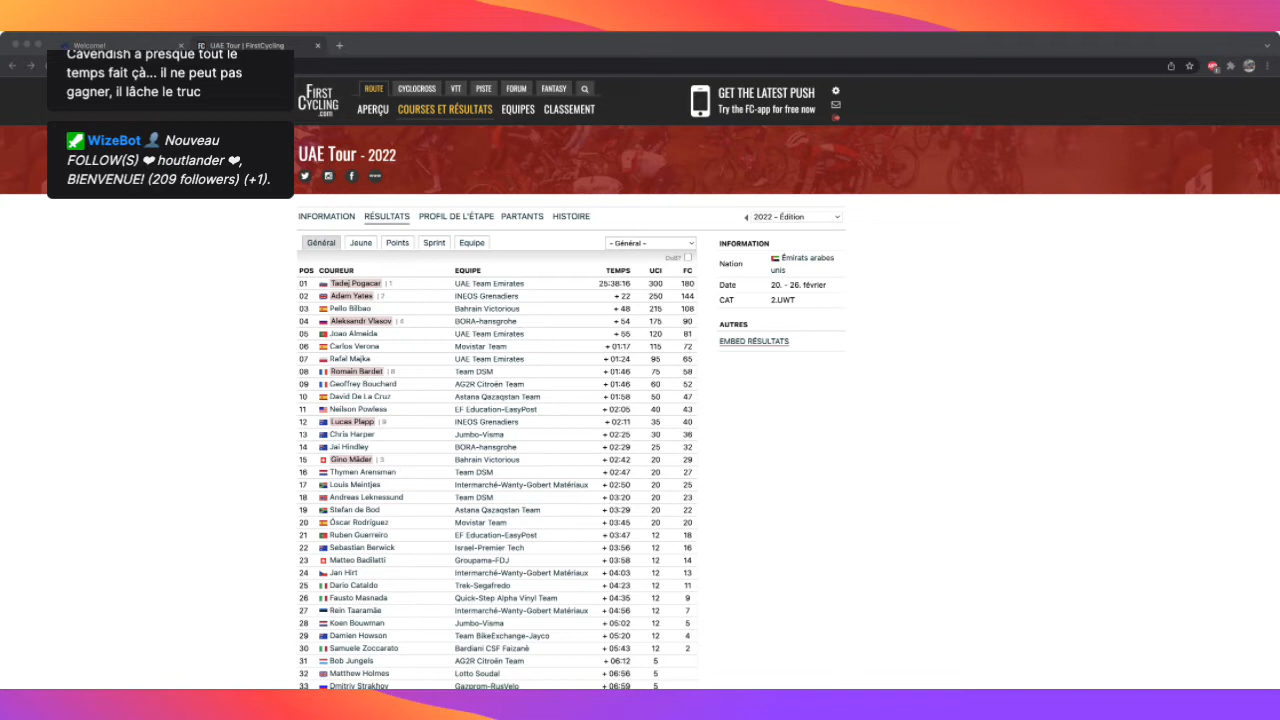 Welcome!
UAE Tour | FirstCycling
Cavendish a presque tout le
temps fait çà... il ne peut pas
gagner, il lâche le truc
WizeBot Nouveau
FOLLOW(S) ❤ houtlander ❤,
BIENVENUE! (209 followers) (+1).
FIRST
CYCLING
.com
ROUTE CYCLOCROSS VTT PISTE FORUM FANTASY
APERÇU COURSES ET RÉSULTATS EQUIPES CLASSEMENT
GET THE LATEST PUSH
Try the FC-app for free now
UAE Tour - 2022
INFORMATION RÉSULTATS PROFIL DE L'ÉTAPE PARTANTS HISTOIRE
2022 - Édition
Général Jeune Points Sprint Equipe
- Général -
POS COUREUR EQUIPE TEMPS UCI FC
01 Tadej Pogacar | 1 UAE Team Emirates 25:38:16 300 180
02 Adam Yates | 7 INEOS Grenadiers + 22 250 144
03 Pello Bilbao Bahrain Victorious + 48 215 108
04 Aleksandr Vlasov | 4 BORA-hansgrohe + 54 175 90
05 Joao Almeida UAE Team Emirates + 55 120 81
06 Carlos Verona Movistar Team + 01:17 115 72
07 Rafal Majka UAE Team Emirates + 01:24 95 65
08 Romain Bardet | 8 Team DSM + 01:46 75 58
09 Geoffrey Bouchard AG2R Citroën Team + 01:46 60 52
10 David De La Cruz Astana Qazaqstan Team + 01:58 50 47
11 Neilson Powless EF Education-EasyPost + 02:05 40 43
12 Lucas Plapp | 9 INEOS Grenadiers + 02:11 35 40
13 Chris Harper Jumbo-Visma + 02:25 30 36
14 Jai Hindley BORA-hansgrohe + 02:29 25 32
15 Gino Mäder | 3 Bahrain Victorious + 02:42 20 29
16 Thymen Arensman Team DSM + 02:47 20 27
17 Louis Meintjes Intermarché-Wanty-Gobert Matériaux + 02:50 20 25
18 Andreas Leknessund Team DSM + 03:20 20 23
19 Stefan de Bod Astana Qazaqstan Team + 03:29 20 22
20 Óscar Rodríguez Movistar Team + 03:45 20 20
21 Ruben Guerreiro EF Education-EasyPost + 03:47 12 18
22 Sebastian Berwick Israel-Premier Tech + 03:56 12 16
23 Matteo Badilatti Groupama-FDJ + 03:58 12 14
24 Jan Hirt Intermarché-Wanty-Gobert Matériaux + 04:03 12 13
25 Dario Cataldo Trek-Segafredo + 04:23 12 11
26 Fausto Masnada Quick-Step Alpha Vinyl Team + 04:35 12 9
27 Rein Taaramäe Intermarché-Wanty-Gobert Matériaux + 04:56 12 7
28 Koen Bouwman Jumbo-Visma + 05:02 12 5
29 Damien Howson Team BikeExchange-Jayco + 05:20 12 4
30 Samuele Zoccarato Bardiani CSF Faizanè + 05:43 12 2
31 Bob Jungels AG2R Citroën Team + 06:12 5
32 Matthew Holmes Lotto Soudal + 06:56 5
33 Dmitriy Strakhov Gazprom-RusVelo + 06:59 5
INFORMATION
Nation Émirats arabes
unis
Date 20. - 26. février
CAT 2.UWT
AUTRES
EMBED RÉSULTATS